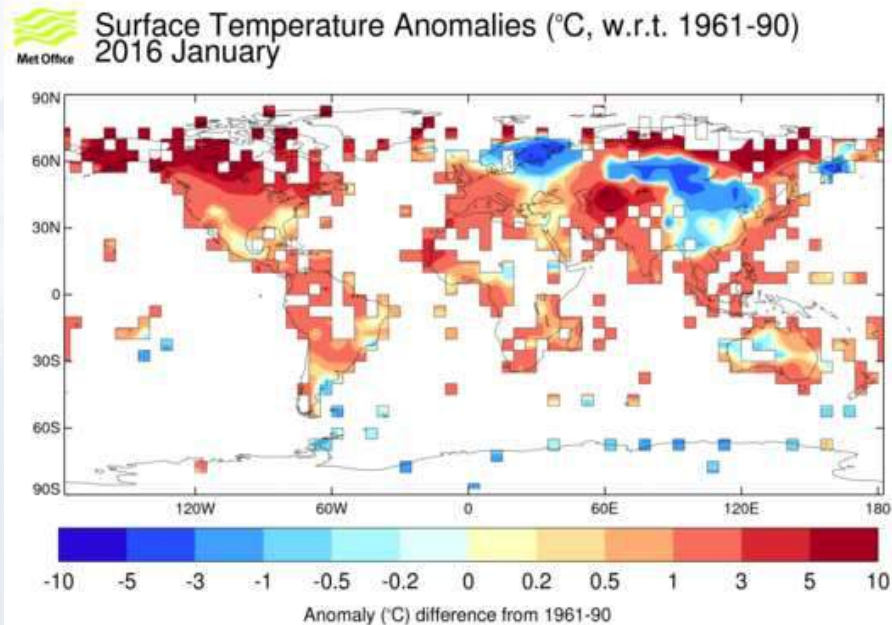 Met Office
Surface Temperature Anomalies (°C, w.r.t. 1961-90)
2016 January
90N
60N
30N
0
30S
60S
90S
120W 60W 0 60E 120E 180
-10 -5 -3 -1 -0.5 -0.2 0 0.2 0.5 1 3 5 10
Anomaly (°C) difference from 1961-90